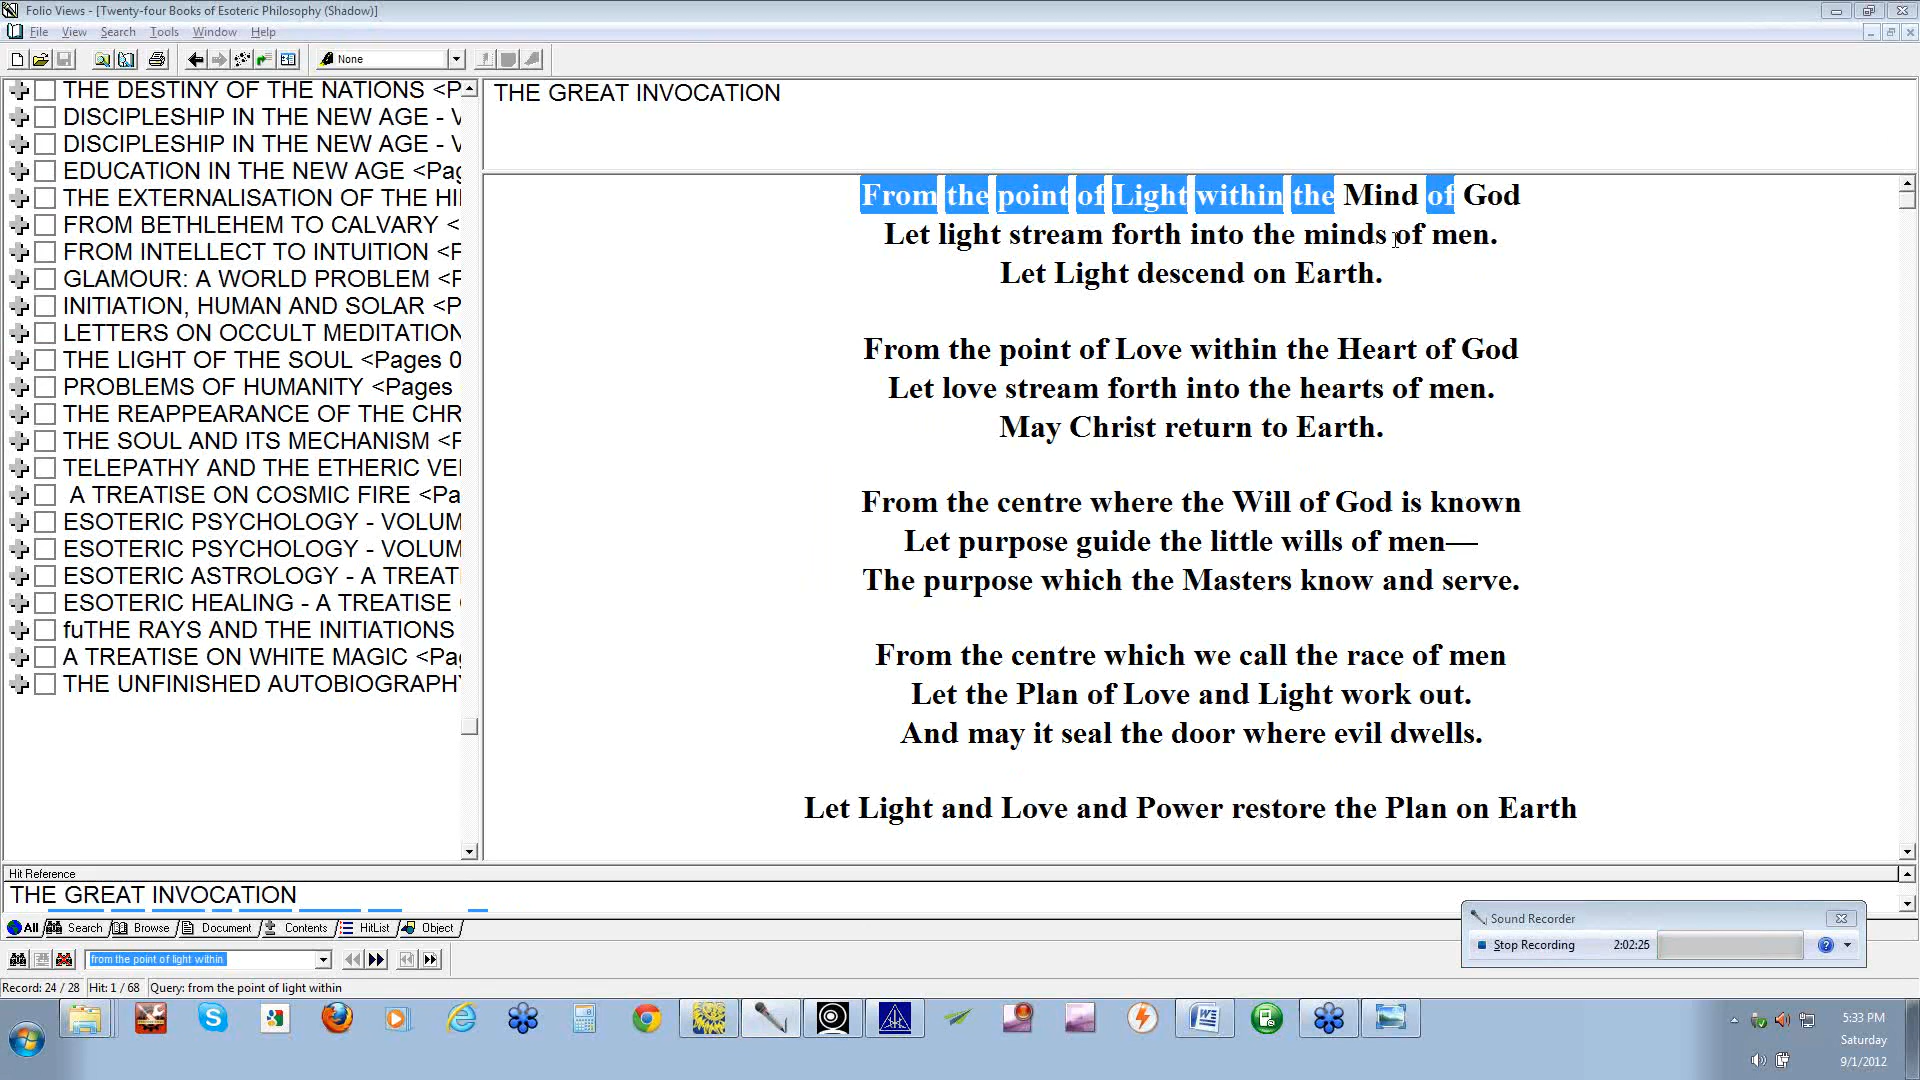 Folio Views - [Twenty-four Books of Esoteric Philosophy (Shadow)]
File View Search Tools Window Help
None
THE DESTINY OF THE NATIONS <P
DISCIPLESHIP IN THE NEW AGE - V
DISCIPLESHIP IN THE NEW AGE - V
EDUCATION IN THE NEW AGE <Pag
THE EXTERNALISATION OF THE HI
FROM BETHLEHEM TO CALVARY <
FROM INTELLECT TO INTUITION <F
GLAMOUR: A WORLD PROBLEM <F
INITIATION, HUMAN AND SOLAR <P
LETTERS ON OCCULT MEDITATION
THE LIGHT OF THE SOUL <Pages 0
PROBLEMS OF HUMANITY <Pages
THE REAPPEARANCE OF THE CHR
THE SOUL AND ITS MECHANISM <F
TELEPATHY AND THE ETHERIC VE
A TREATISE ON COSMIC FIRE <Pa
ESOTERIC PSYCHOLOGY - VOLUM
ESOTERIC PSYCHOLOGY - VOLUM
ESOTERIC ASTROLOGY - A TREAT
ESOTERIC HEALING - A TREATISE
fuTHE RAYS AND THE INITIATIONS
A TREATISE ON WHITE MAGIC <Pag
THE UNFINISHED AUTOBIOGRAPHY
THE GREAT INVOCATION
From the point of Light within the Mind of God
Let light stream forth into the minds of men.
Let Light descend on Earth.
From the point of Love within the Heart of God
Let love stream forth into the hearts of men.
May Christ return to Earth.
From the centre where the Will of God is known
Let purpose guide the little wills of men—
The purpose which the Masters know and serve.
From the centre which we call the race of men
Let the Plan of Love and Light work out.
And may it seal the door where evil dwells.
Let Light and Love and Power restore the Plan on Earth
Hit Reference
THE GREAT INVOCATION
All Search Browse Document Contents HitList Object
from the point of light within
Record: 24 / 28 Hit: 1 / 68 Query: from the point of light within
Sound Recorder
Stop Recording 2:02:25
5:33 PM
Saturday
9/1/2012